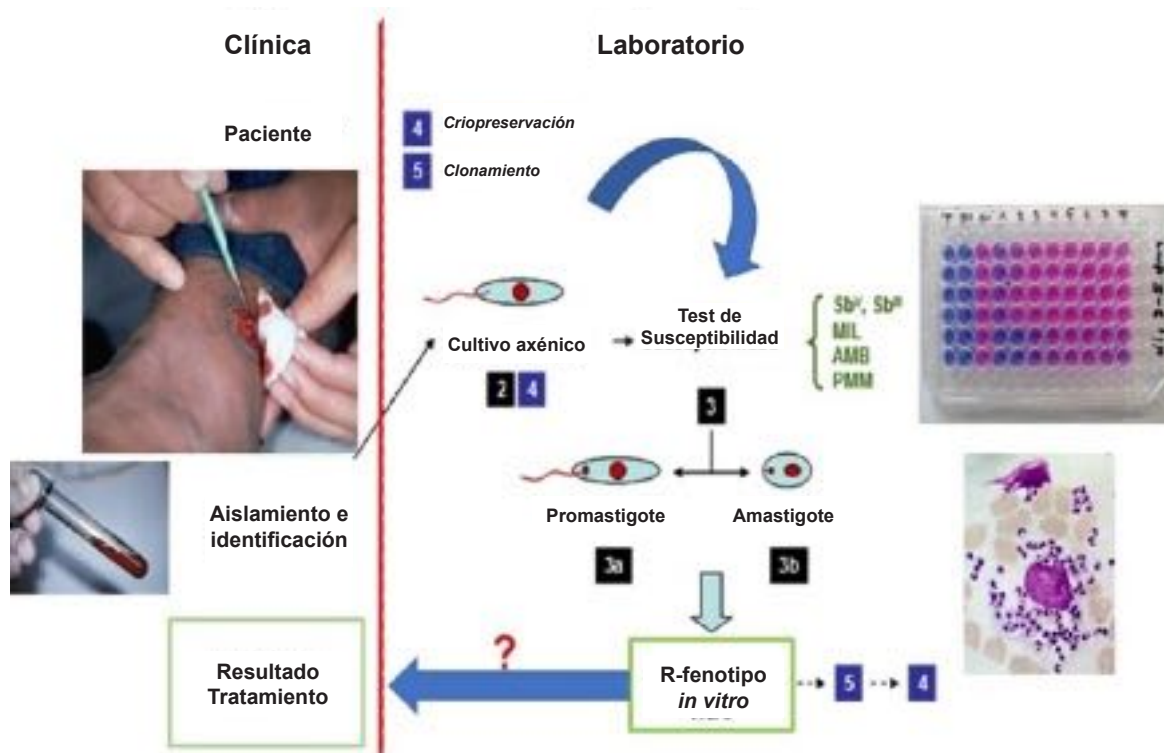 Clínica
Laboratorio
Paciente
4 Criopreservación
5 Clonamiento
Cultivo axénico
2 4
Test de
Susceptibilidad
Sbⱽ, Sbᴵᴵᴵ
MIL
AMB
PMM
3
Aislamiento e
identificación
Promastigote
Amastigote
3a
3b
Resultado
Tratamiento
?
R-fenotipo
in vitro
5
4